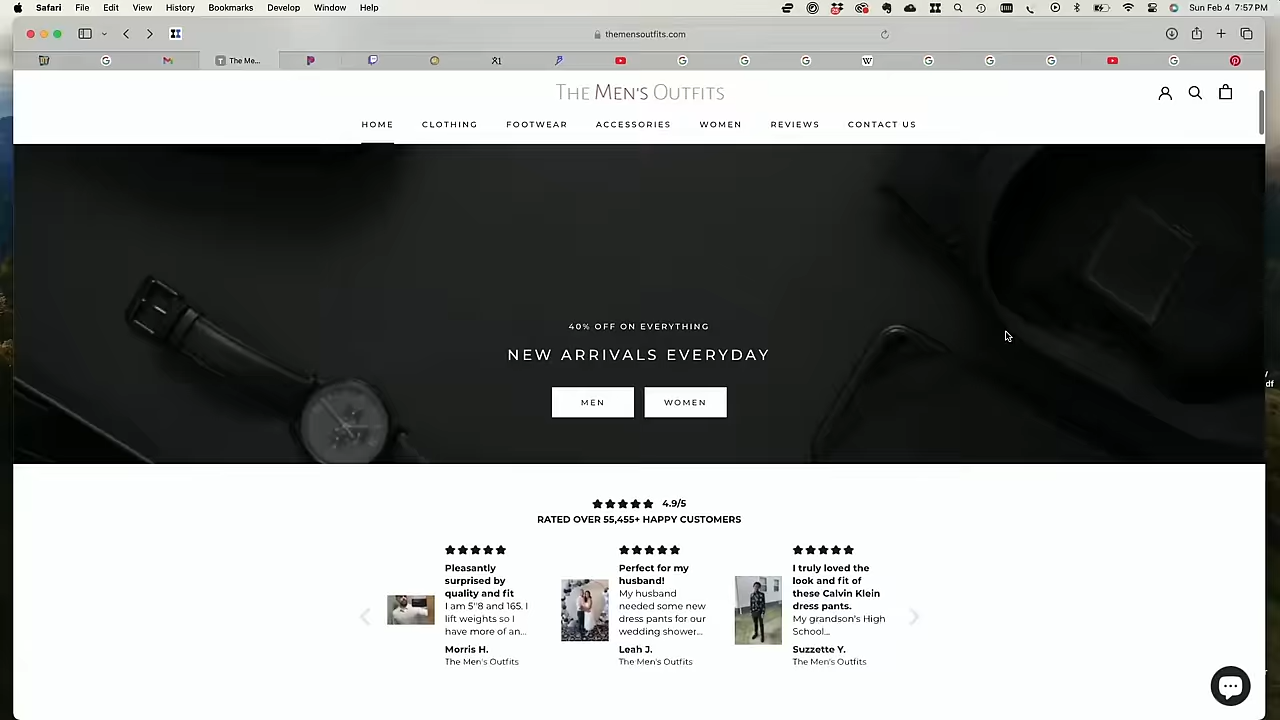 Safari File Edit View History Bookmarks Develop Window Help Sun Feb 4 7:57 PM
themensoutfits.com
The Me...
THE MEN'S OUTFITS
HOME CLOTHING FOOTWEAR ACCESSORIES WOMEN REVIEWS CONTACT US
40% OFF ON EVERYTHING
NEW ARRIVALS EVERYDAY
MEN WOMEN
4.9/5
RATED OVER 55,455+ HAPPY CUSTOMERS
Pleasantly
surprised by
quality and fit
I am 5"8 and 165. I
lift weights so I
have more of an...
Morris H.
The Men's Outfits
Perfect for my
husband!
My husband
needed some new
dress pants for our
wedding shower...
Leah J.
The Men's Outfits
I truly loved the
look and fit of
these Calvin Klein
dress pants.
My grandson's High
School...
Suzzette Y.
The Men's Outfits